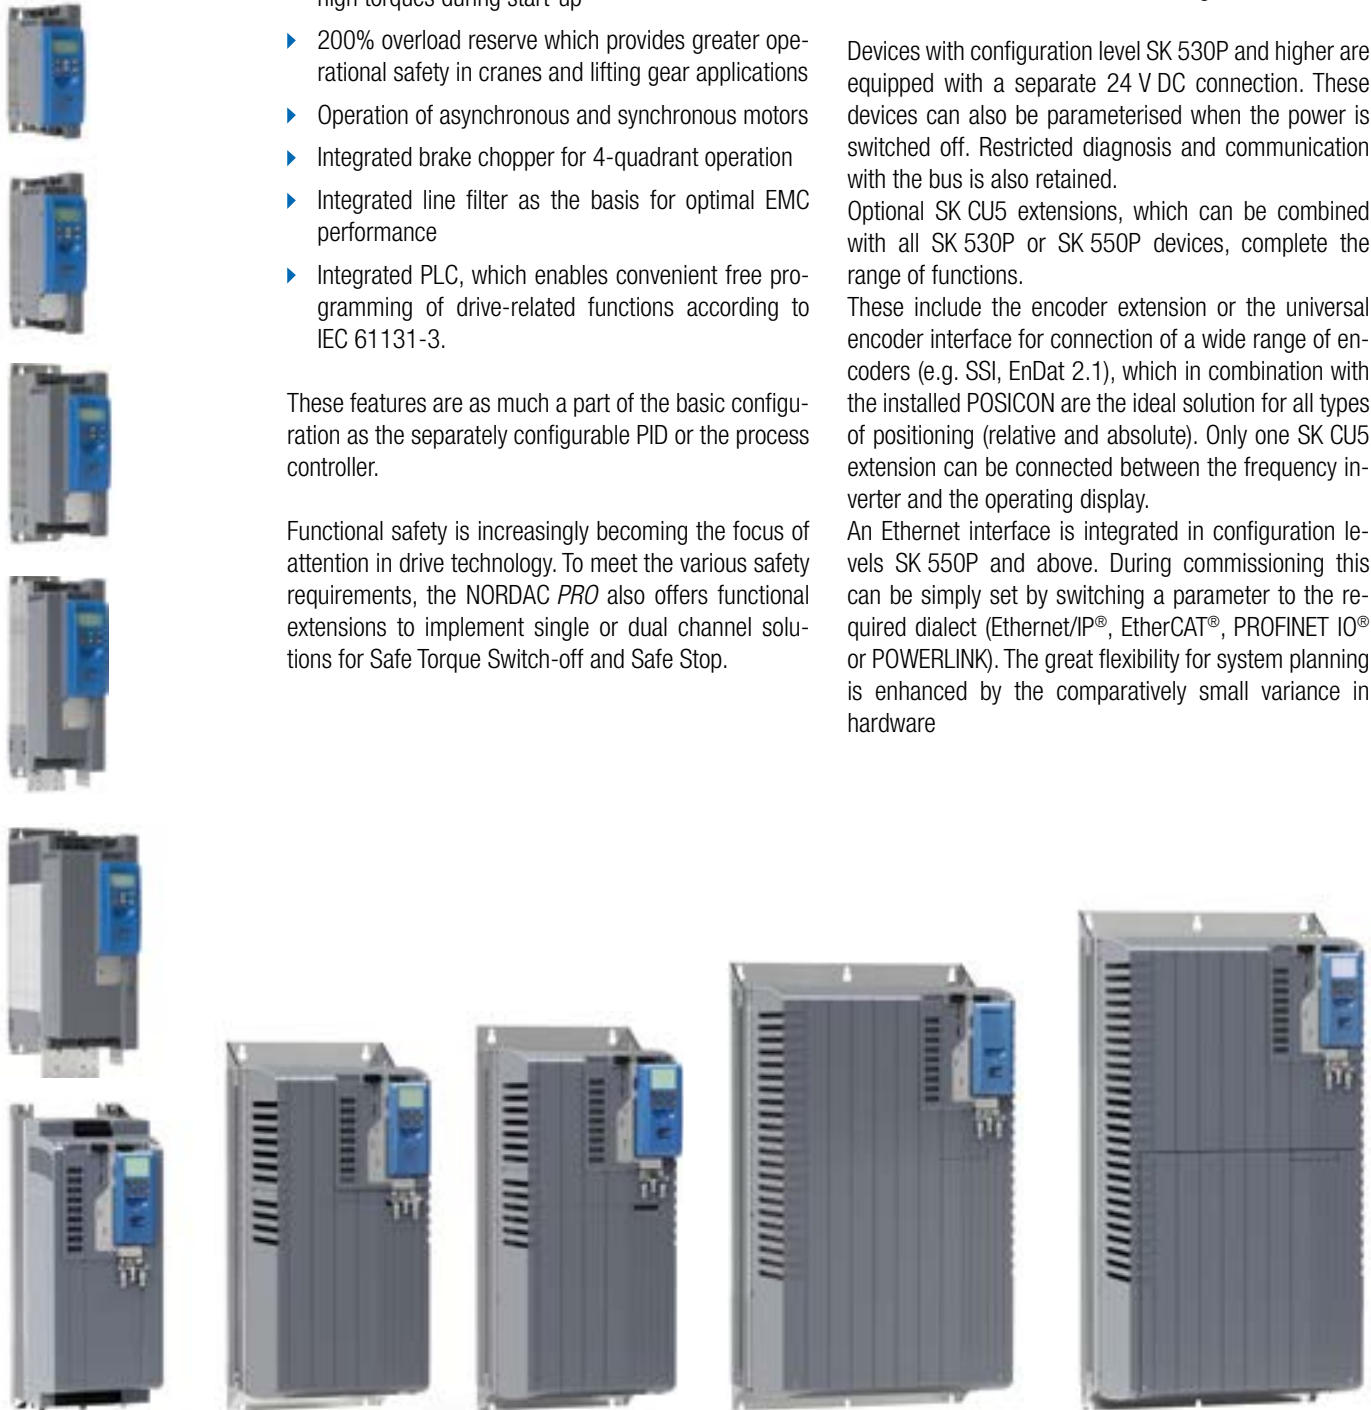 high torques during start-up
200% overload reserve which provides greater ope-
rational safety in cranes and lifting gear applications
Operation of asynchronous and synchronous motors
Integrated brake chopper for 4-quadrant operation
Integrated line filter as the basis for optimal EMC
performance
Integrated PLC, which enables convenient free pro-
gramming of drive-related functions according to
IEC 61131-3.
These features are as much a part of the basic configu-
ration as the separately configurable PID or the process
controller.
Functional safety is increasingly becoming the focus of
attention in drive technology. To meet the various safety
requirements, the NORDAC PRO also offers functional
extensions to implement single or dual channel solu-
tions for Safe Torque Switch-off and Safe Stop.
Devices with configuration level SK 530P and higher are
equipped with a separate 24 V DC connection. These
devices can also be parameterised when the power is
switched off. Restricted diagnosis and communication
with the bus is also retained.
Optional SK CU5 extensions, which can be combined
with all SK 530P or SK 550P devices, complete the
range of functions.
These include the encoder extension or the universal
encoder interface for connection of a wide range of en-
coders (e.g. SSI, EnDat 2.1), which in combination with
the installed POSICON are the ideal solution for all types
of positioning (relative and absolute). Only one SK CU5
extension can be connected between the frequency in-
verter and the operating display.
An Ethernet interface is integrated in configuration le-
vels SK 550P and above. During commissioning this
can be simply set by switching a parameter to the re-
quired dialect (Ethernet/IP®, EtherCAT®, PROFINET IO®
or POWERLINK). The great flexibility for system planning
is enhanced by the comparatively small variance in
hardware